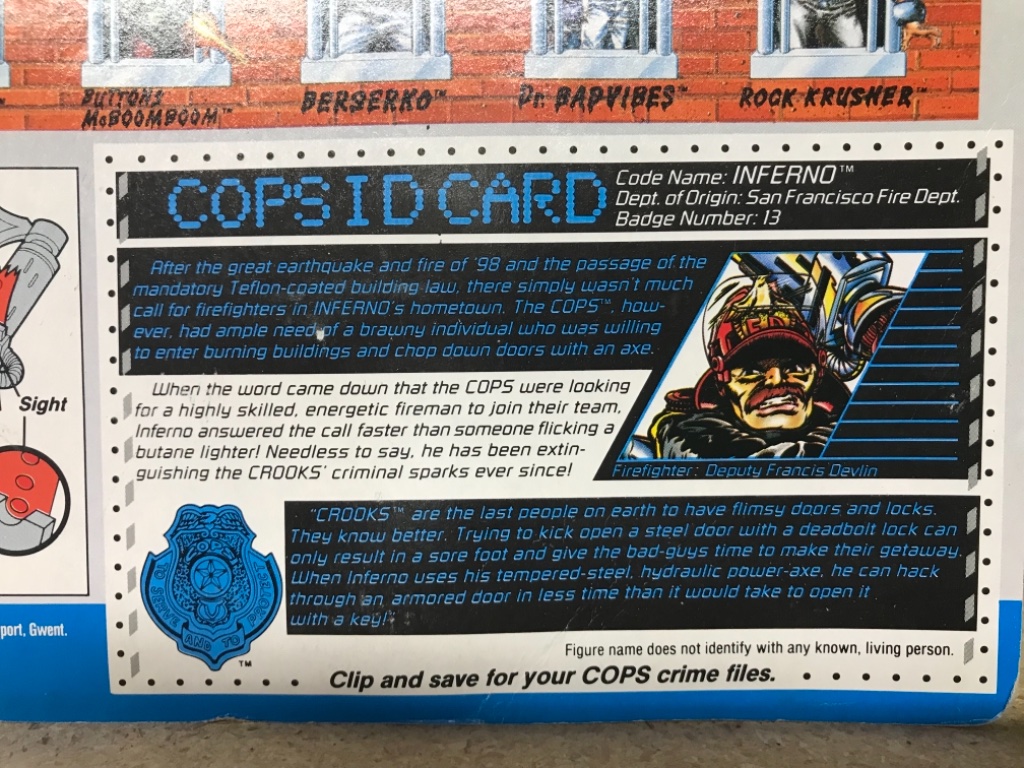 BUTTONS
McBOOMBOOM™
BERSERKO™
Dr. BADVIBES™
ROCK KRUSHER™
COPS ID CARD
Code Name: INFERNO™
Dept. of Origin: San Francisco Fire Dept.
Badge Number: 13
After the great earthquake and fire of '98 and the passage of the
mandatory Teflon-coated building law, there simply wasn't much
call for firefighters in INFERNO's hometown. The COPS™, how-
ever, had ample need of a brawny individual who was willing
to enter burning buildings and chop down doors with an axe.
When the word came down that the COPS were looking
for a highly skilled, energetic fireman to join their team,
Inferno answered the call faster than someone flicking a
butane lighter! Needless to say, he has been extin-
guishing the CROOKS' criminal sparks ever since!
Firefighter: Deputy Francis Devlin
Sight
"CROOKS™ are the last people on earth to have flimsy doors and locks.
They know better. Trying to kick open a steel door with a deadbolt lock can
only result in a sore foot and give the bad-guys time to make their getaway.
When Inferno uses his tempered-steel, hydraulic power-axe, he can hack
through an armored door in less time than it would take to open it
with a key!"
TO SERVE AND TO PROTECT
™
port, Gwent.
Figure name does not identify with any known, living person.
Clip and save for your COPS crime files.